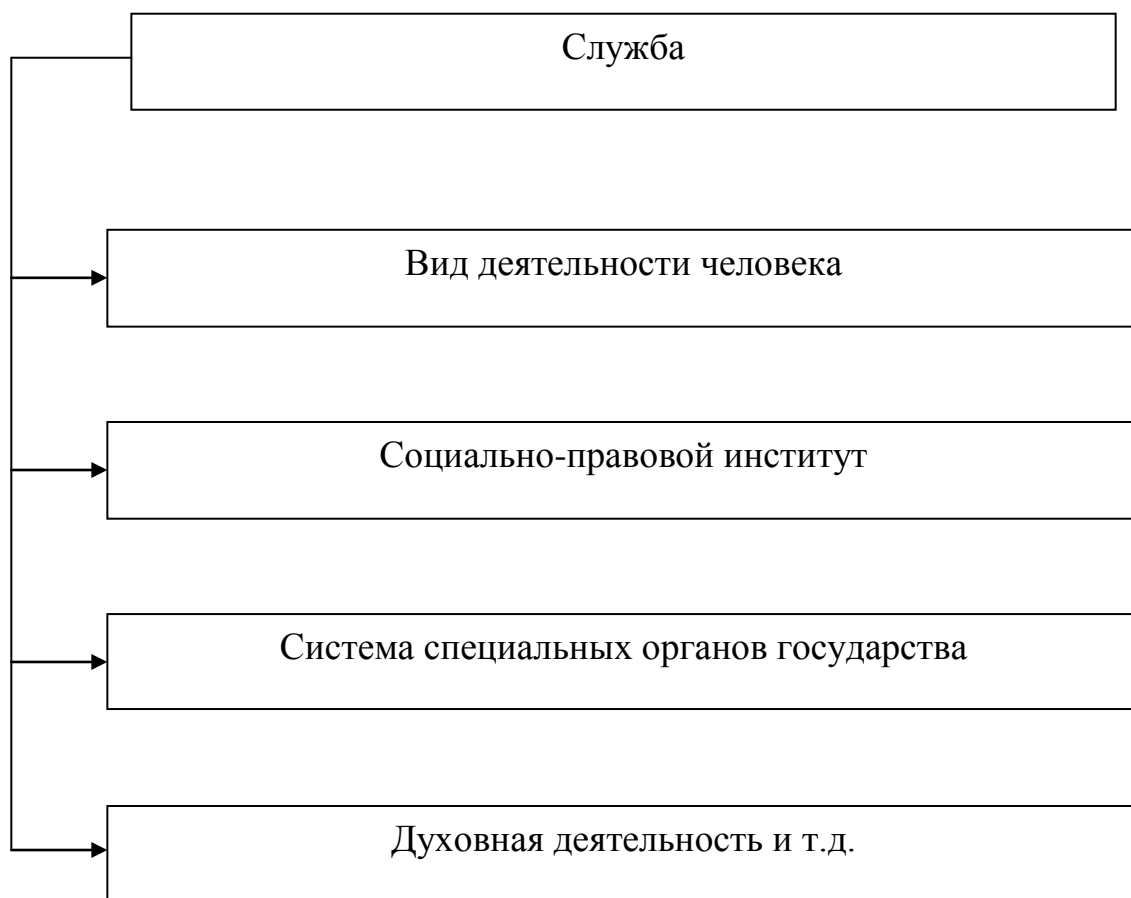 Служба
Вид деятельности человека
Социально-правовой институт
Система специальных органов государства
Духовная деятельность и т.д.